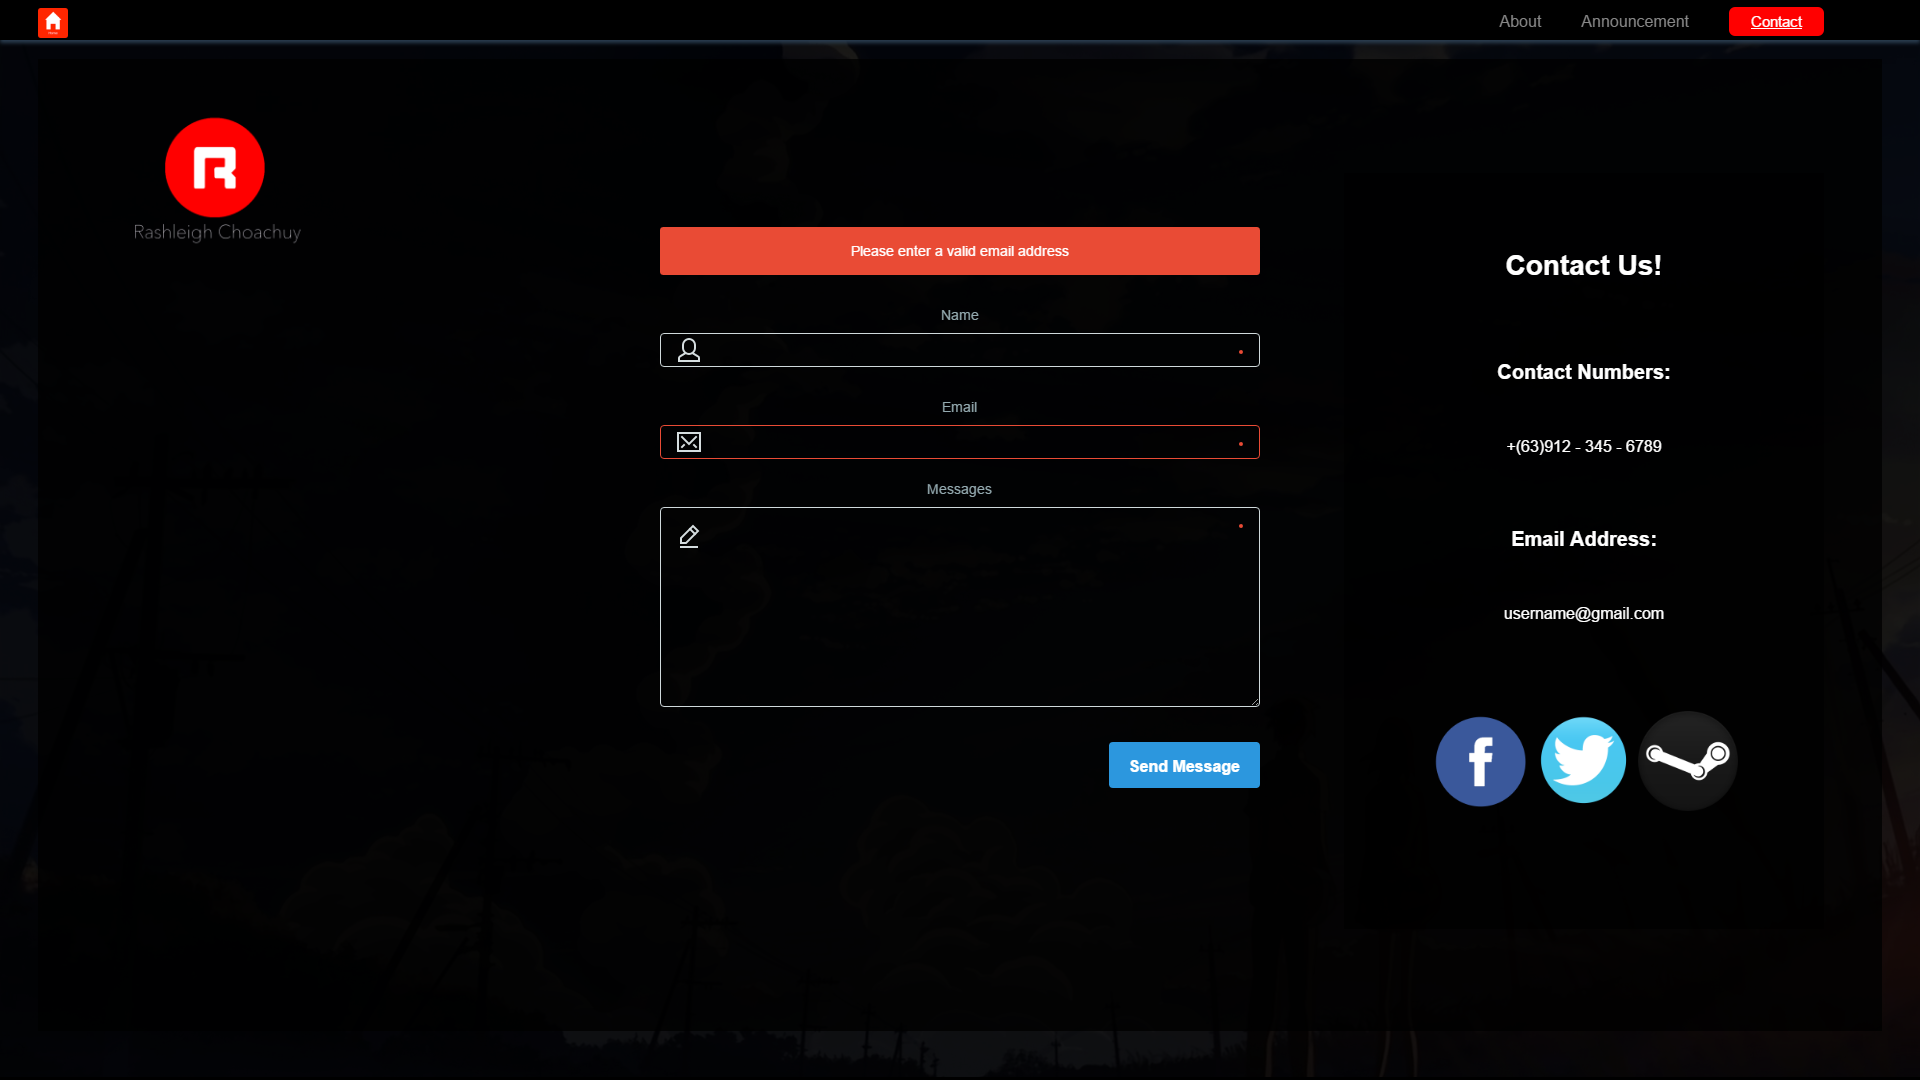 About
Announcement
Contact
R
Rashleigh Choachuy
Please enter a valid email address
Name
Email
Messages
Send Message
Contact Us!
Contact Numbers:
+(63)912 - 345 - 6789
Email Address:
username@gmail.com